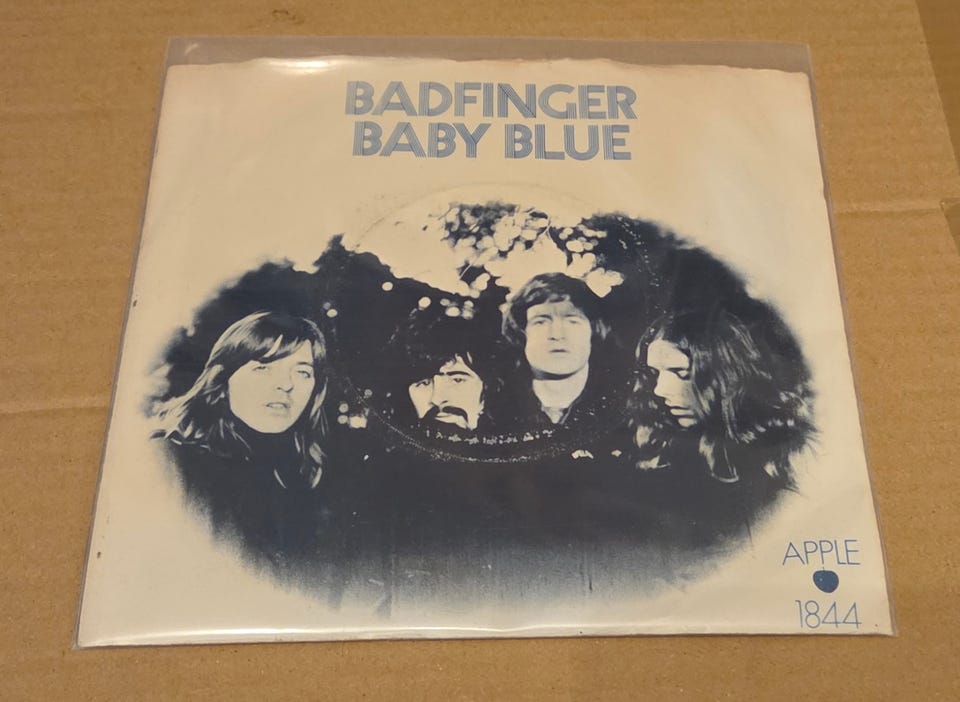 BADFINGER
BABY BLUE
APPLE
1844